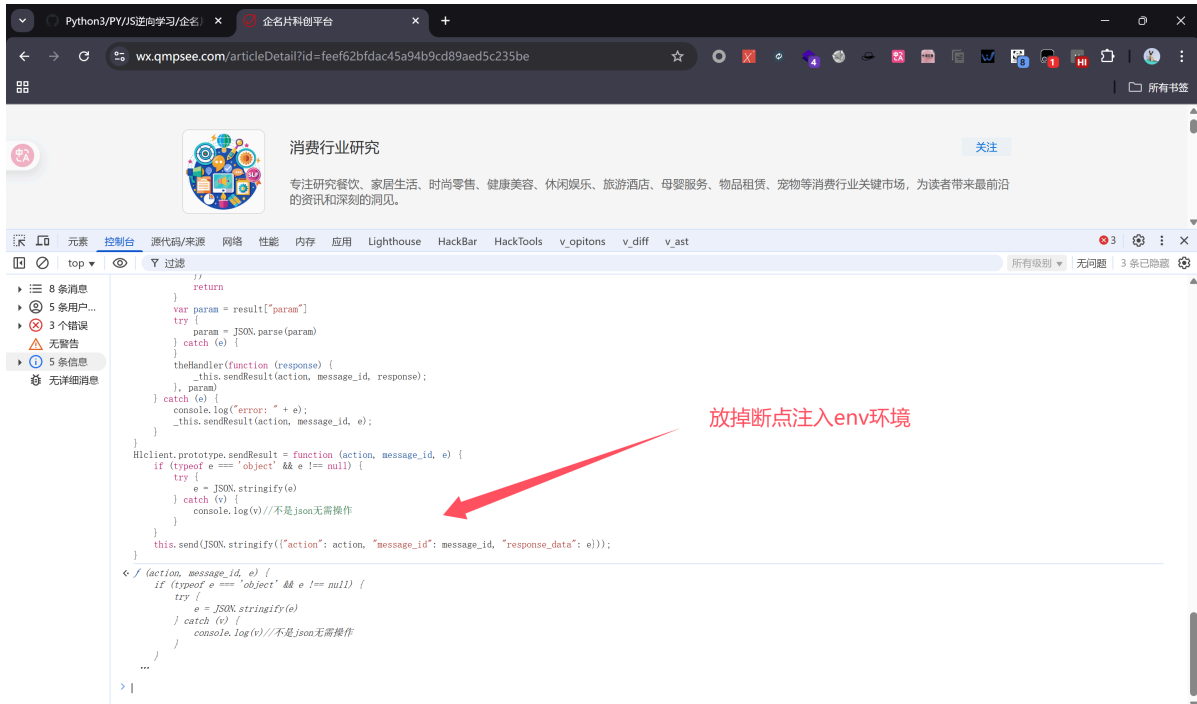 Python3/PY/JS逆向学习/企名片
企名片科创平台
wx.qmpsee.com/articleDetail?id=feef62bfdac45a94b9cd89aed5c235be
4
8
1
HI
所有书签
消费行业研究
关注
专注研究餐饮、家居生活、时尚零售、健康美容、休闲娱乐、旅游酒店、母婴服务、物品租赁、宠物等消费行业关键市场，为读者带来最前沿
的资讯和深刻的洞见。
元素 控制台 源代码/来源 网络 性能 内存 应用 Lighthouse HackBar HackTools v_opitons v_diff v_ast 3
top 过滤 所有级别 无问题 3 条已隐藏
8 条消息
5 条用户...
3 个错误
无警告
5 条信息
无详细消息
})
return
}
var param = result["param"]
try {
param = JSON.parse(param)
} catch (e) {
}
theHandler(function (response) {
_this.sendResult(action, message_id, response);
}, param)
} catch (e) {
console.log("error: " + e);
_this.sendResult(action, message_id, e);
}
}
Hlclient.prototype.sendResult = function (action, message_id, e) {
if (typeof e === 'object' && e !== null) {
try {
e = JSON.stringify(e)
} catch (v) {
console.log(v)//不是json无需操作
}
}
this.send(JSON.stringify({"action": action, "message_id": message_id, "response_data": e}));
}
放掉断点注入env环境
ƒ (action, message_id, e) {
if (typeof e === 'object' && e !== null) {
try {
e = JSON.stringify(e)
} catch (v) {
console.log(v)//不是json无需操作
}
}
...